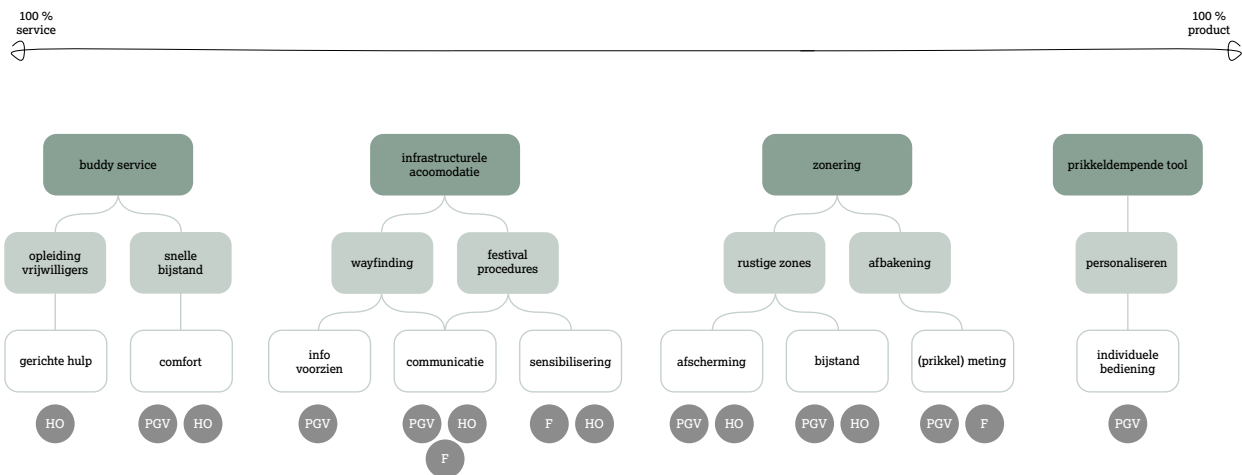 100 %
service
100 %
product
buddy service
infrastructurele
acoomodatie
zonering
prikkeldempende tool
opleiding
vrijwilligers
snelle
bijstand
wayfinding
festival
procedures
rustige zones
afbakening
personaliseren
gerichte hulp
comfort
info
voorzien
communicatie
sensibilisering
afscherming
bijstand
(prikkel) meting
individuele
bediening
HO
PGV
HO
PGV
PGV
HO
F
F
HO
PGV
HO
PGV
HO
PGV
F
PGV